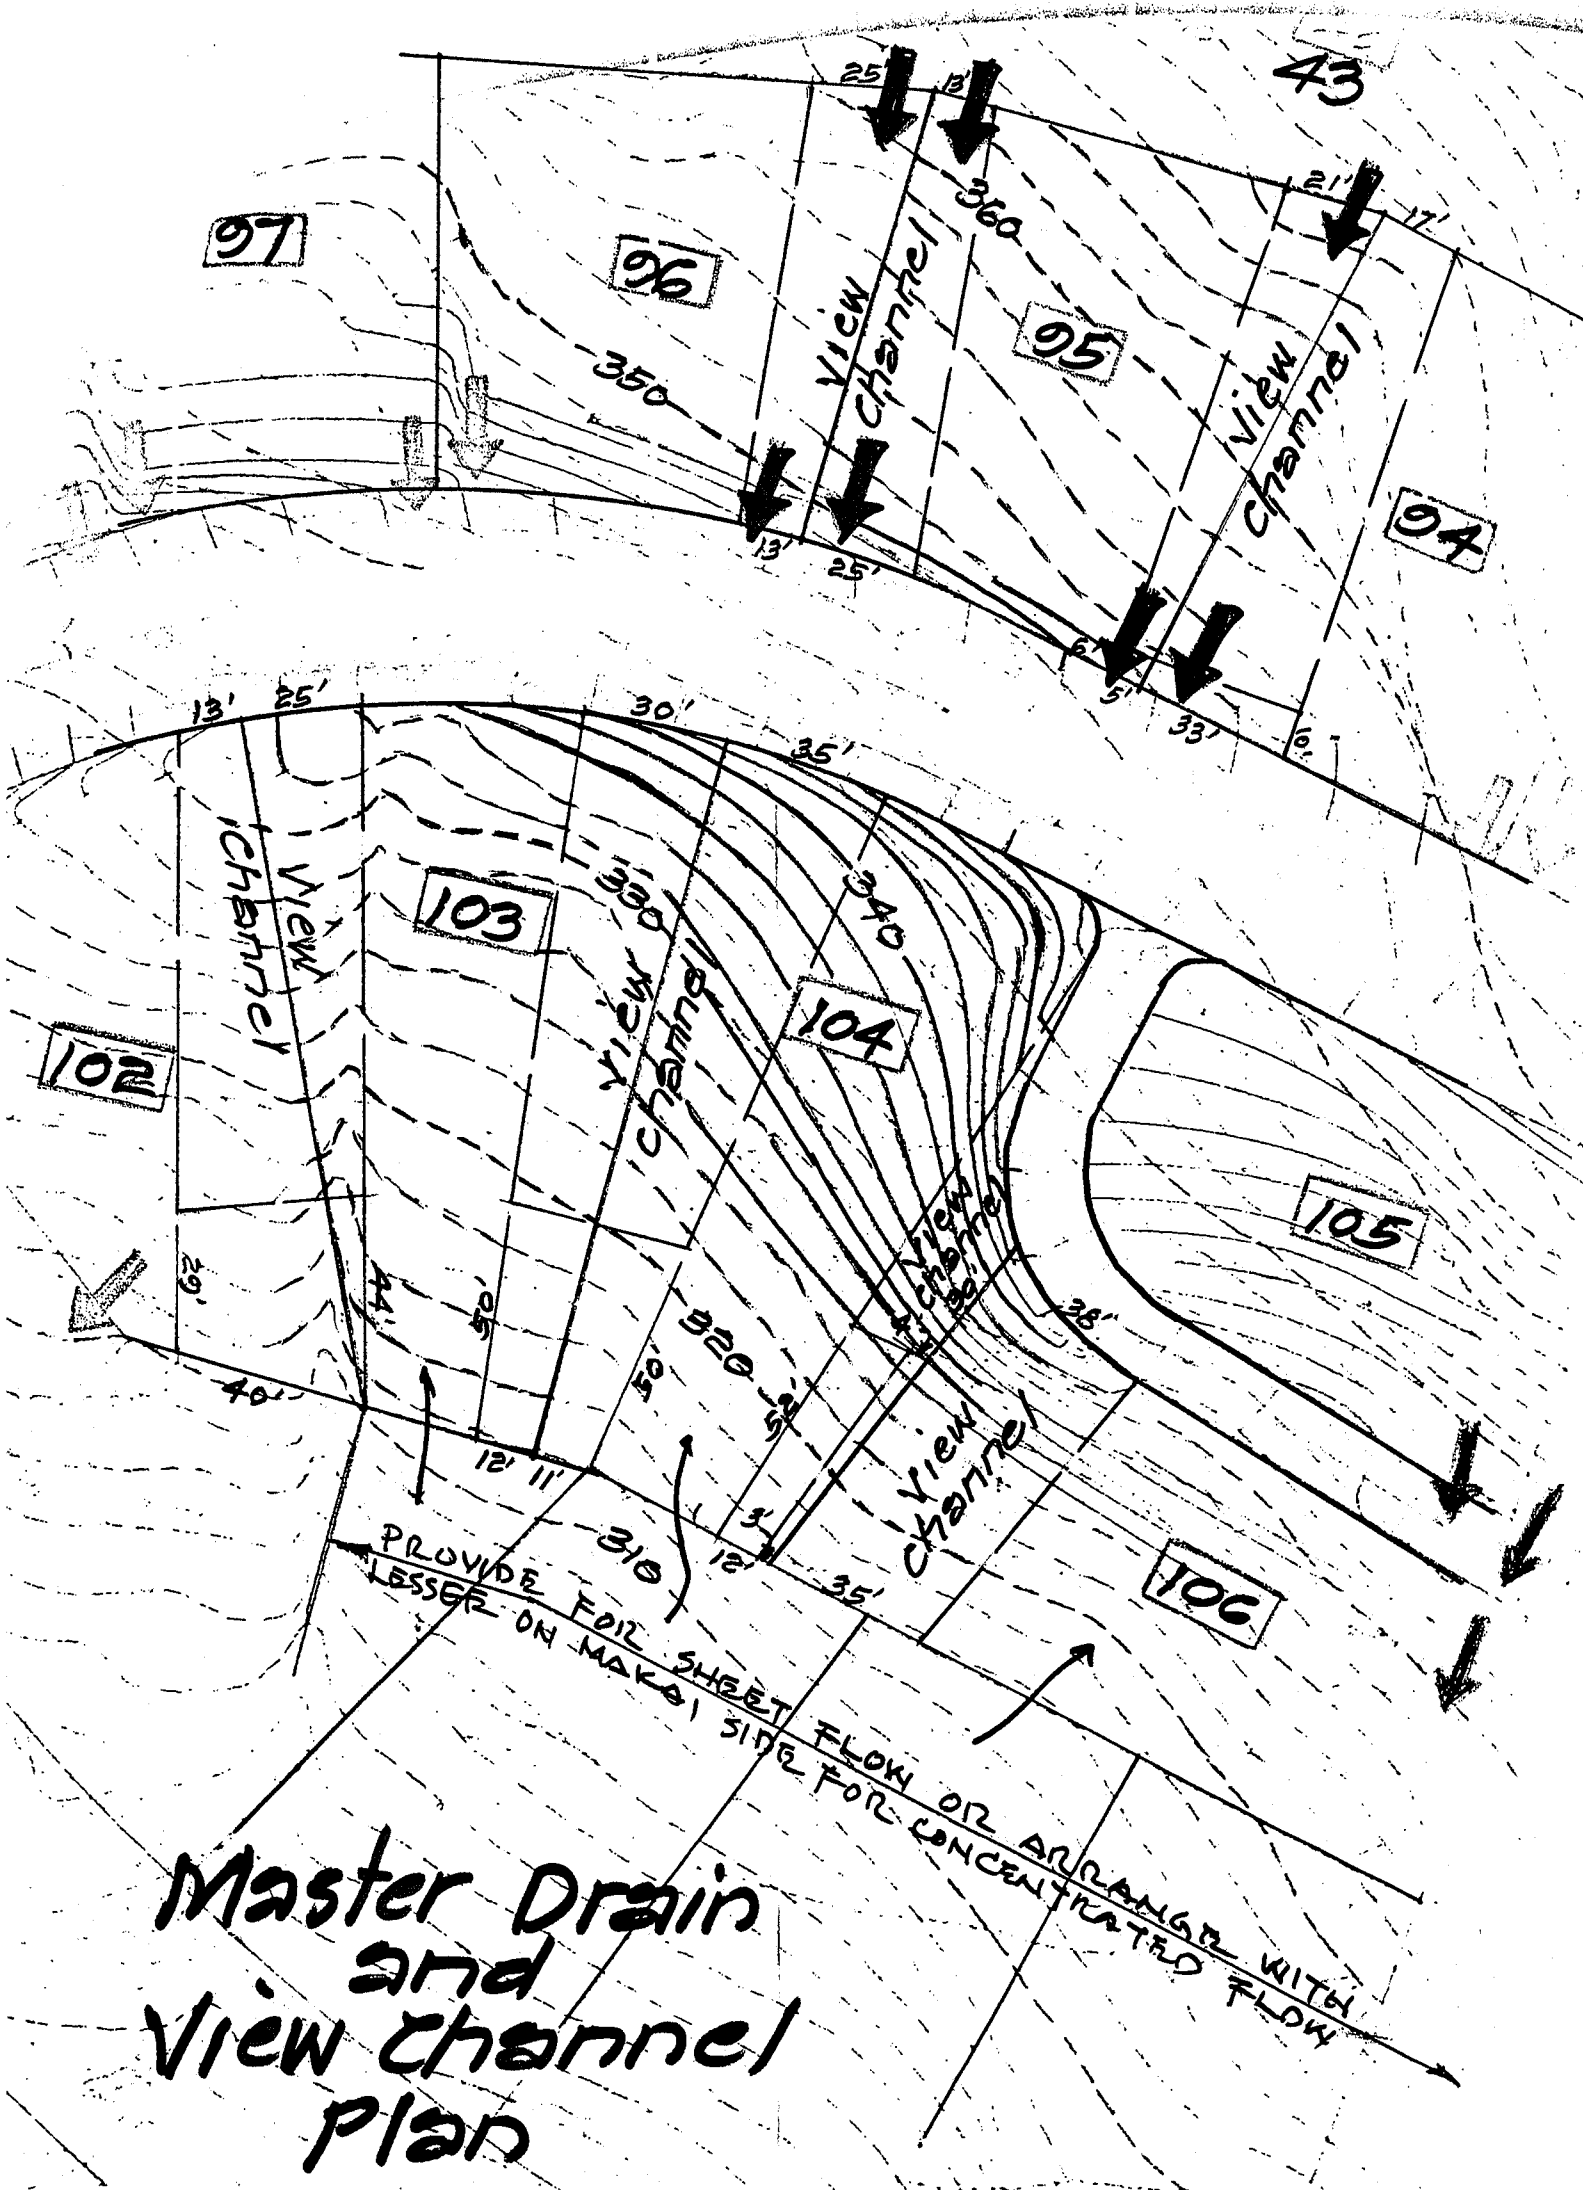 43
25'
13'
21'
17'
97
96
360
View
Channel
95
350
View
Channel
94
13'
25'
6'
5'
33'
10'
13'
25'
30'
35'
View
Channel
103
330
340
View
Channel
104
102
105
View
Channel
90'
29'
44'
50'
320
50'
52'
38'
40'
12'
11'
View
Channel
3'
12'
35'
310
106
PROVIDE FOR SHEET FLOW OR ARRANGE WITH
LESSEE ON MAKAI SIDE FOR CONCENTRATED FLOW
Master Drain
and
View Channel
Plan